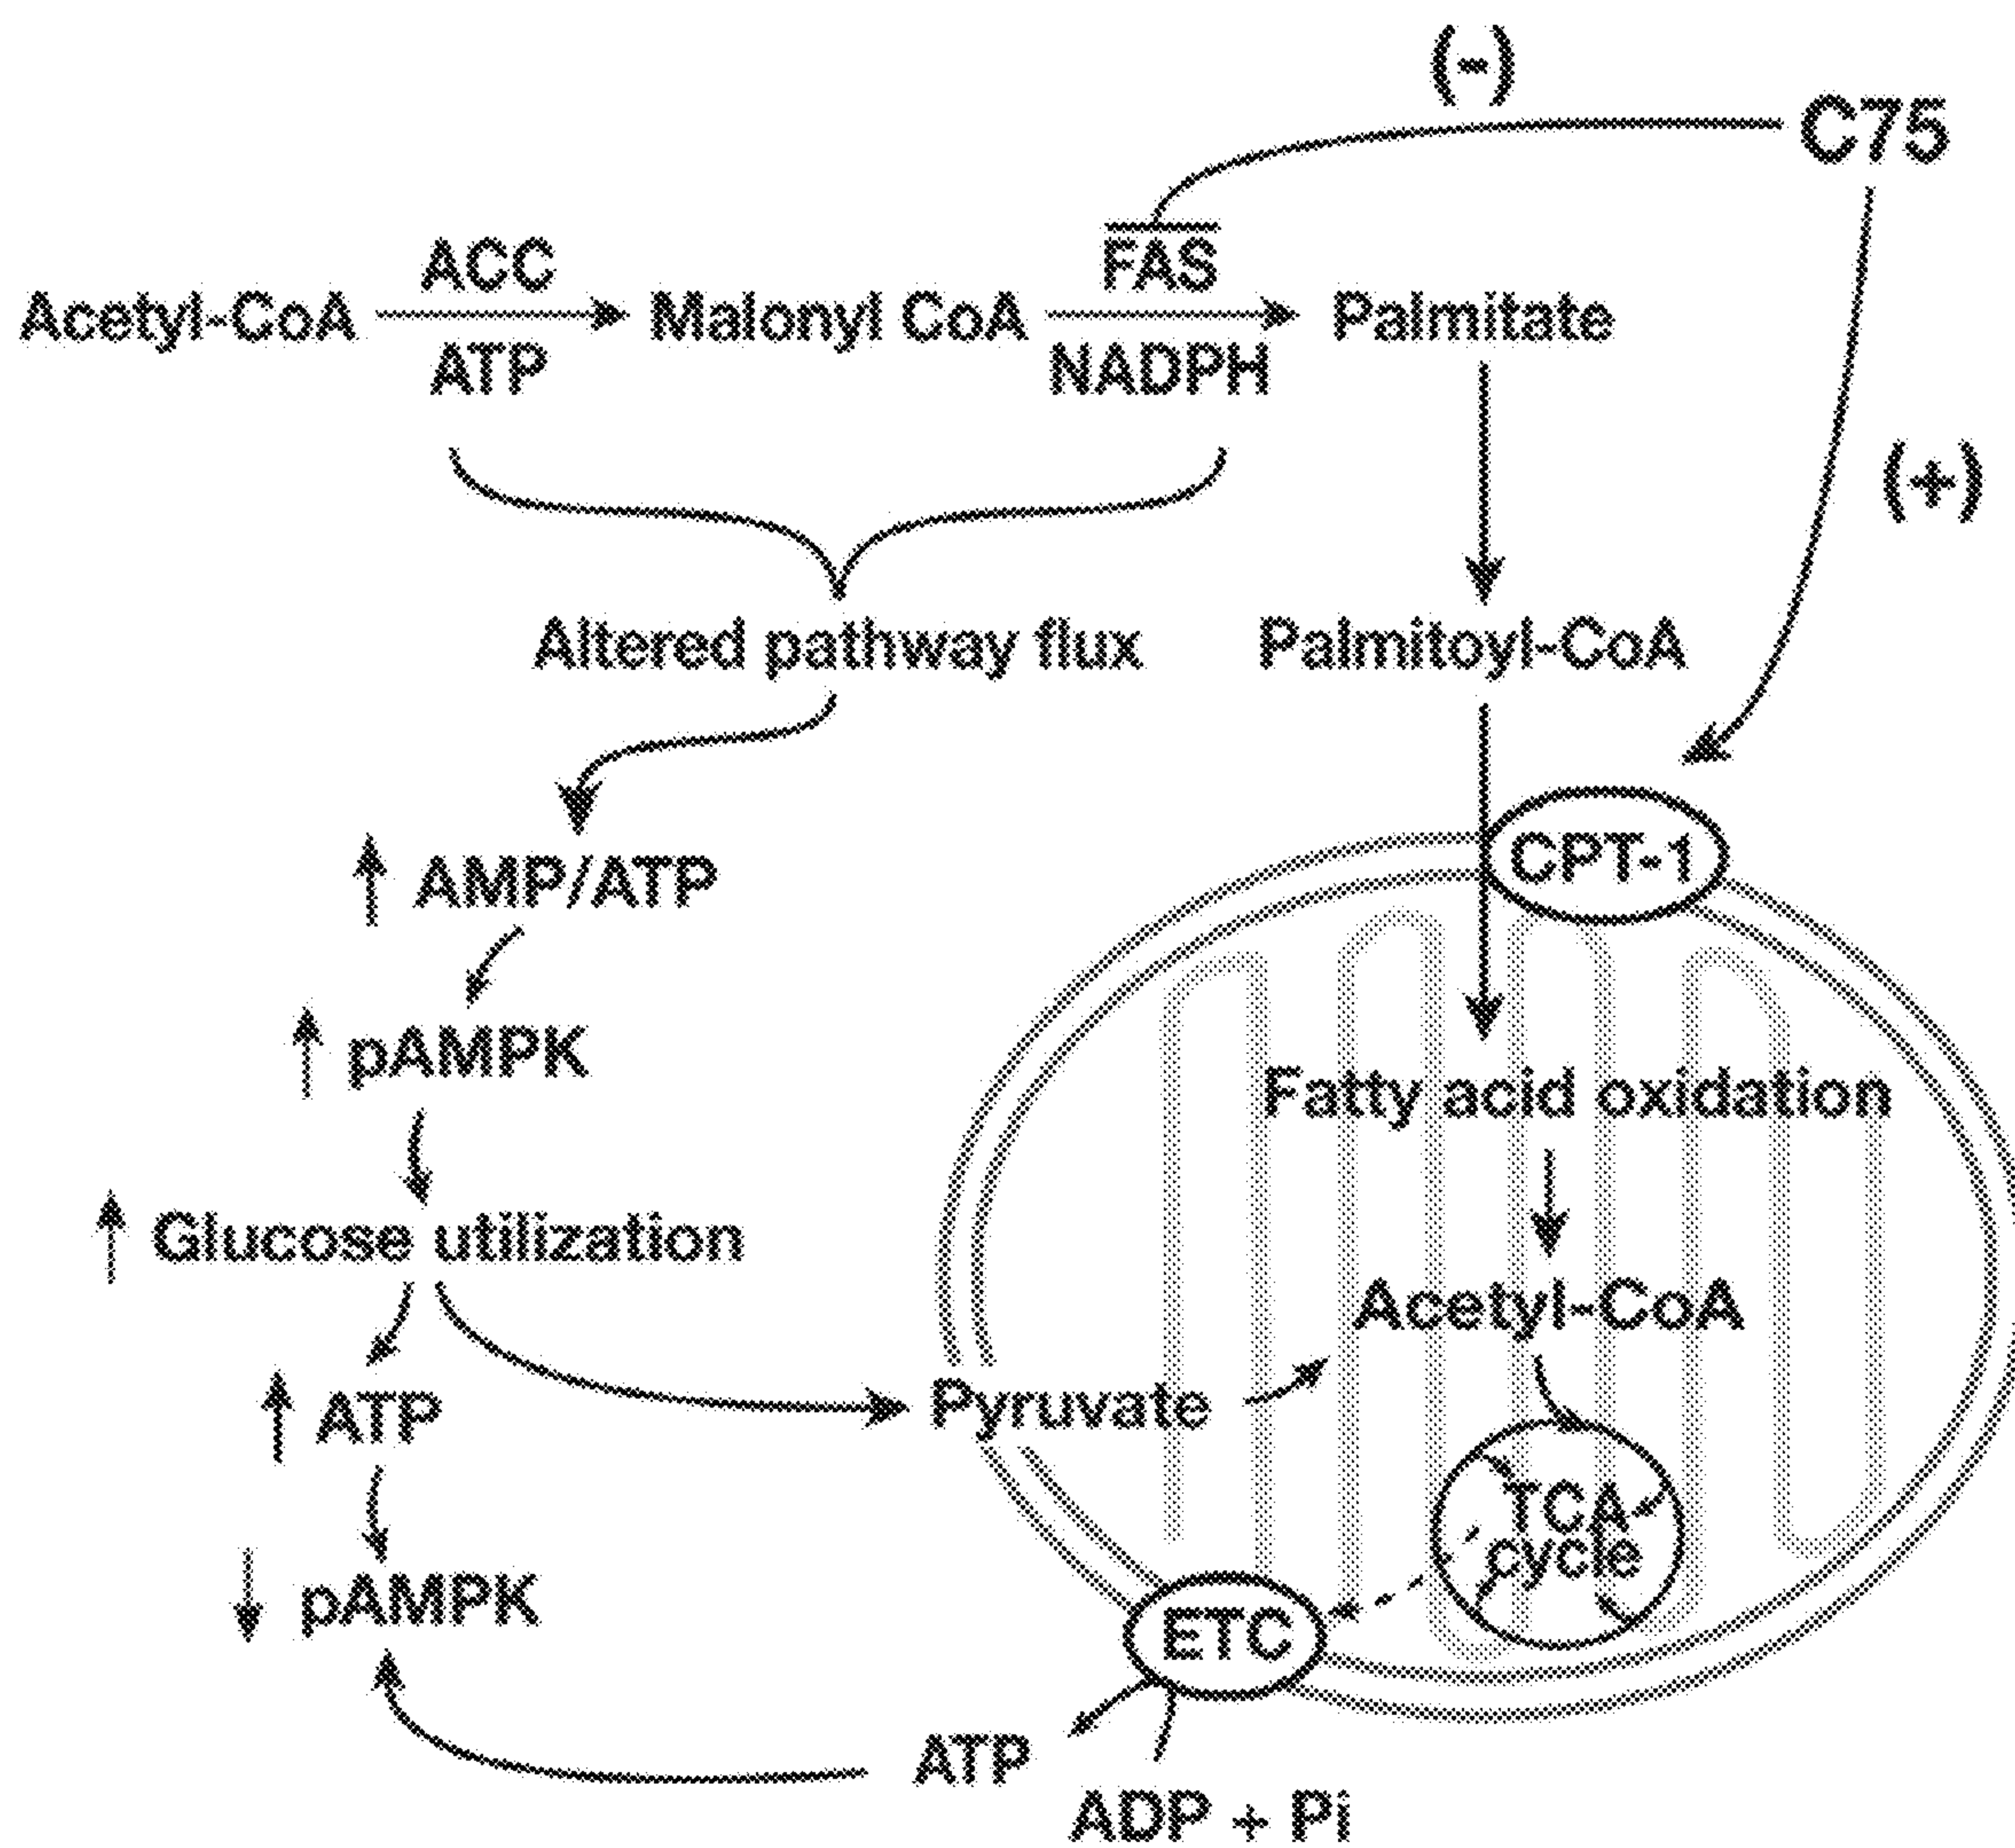 (-)
C75
ACC
FAS
Acetyl-CoA
Malonyl CoA
Palmitate
ATP
NADPH
(+)
Altered pathway flux
Palmitoyl-CoA
AMP/ATP
CPT-1
pAMPK
Fatty acid oxidation
Glucose utilization
Acetyl-CoA
ATP
Pyruvate
TCA
cycle
pAMPK
ETC
ATP
ADP + Pi